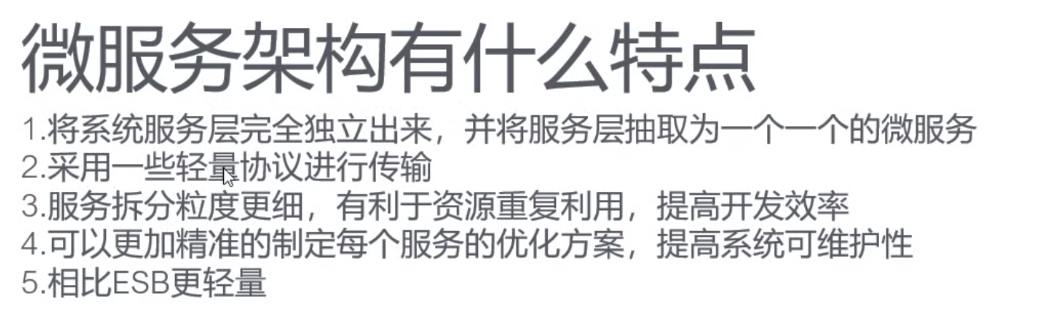 微服务架构有什么特点
1.将系统服务层完全独立出来，并将服务层抽取为一个一个的微服务
2.采用一些轻量协议进行传输
3.服务拆分粒度更细，有利于资源重复利用，提高开发效率
4.可以更加精准的制定每个服务的优化方案，提高系统可维护性
5.相比ESB更轻量